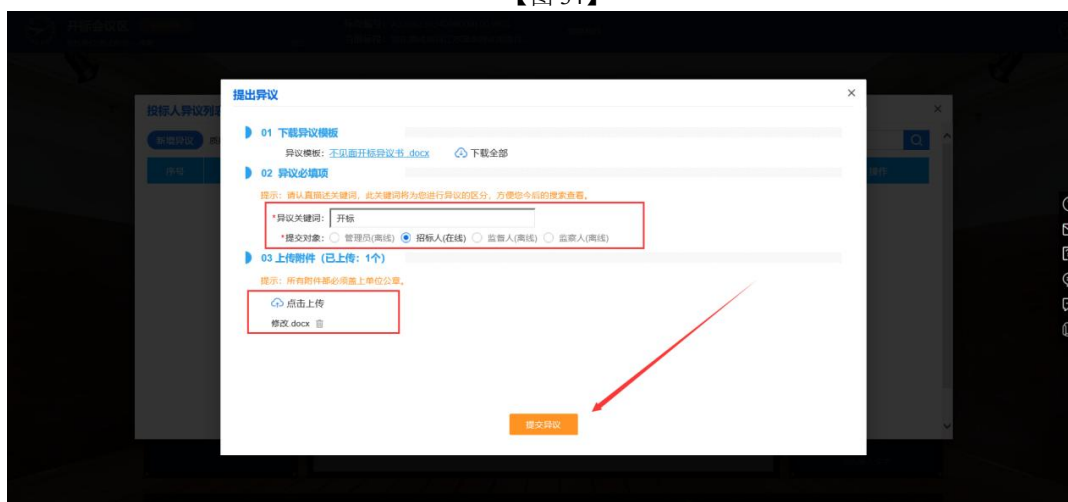 【图 34】
开标会议区
提出异议
投标人异议列表
01 下载异议模板
新增异议
异议模板: 不见面开标异议书.docx 下载全部
序号
02 异议必填项
操作
提示: 请认真描述关键词, 此关键词将为您进行异议的区分, 方便您今后的搜索查看。
*异议关键词: 开标
*提交对象: 管理员(离线) 招标人(在线) 监督人(离线) 监察人(离线)
03 上传附件 (已上传: 1个)
提示: 所有附件都必须盖上单位公章。
点击上传
修改.docx
提交异议